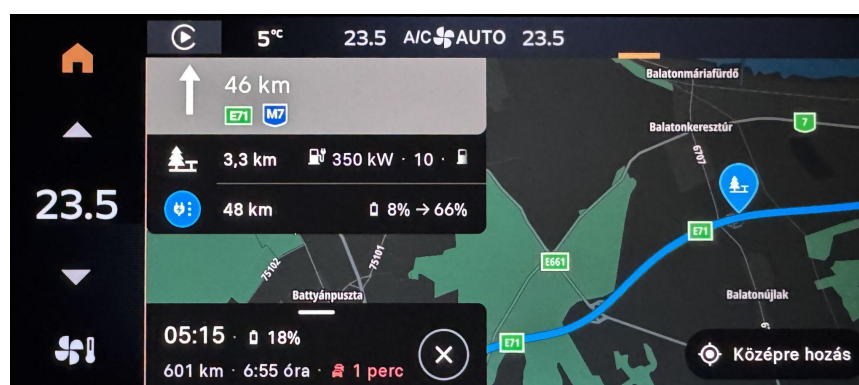 5°C 23.5 A/C AUTO 23.5
46 km
E71 M7
3,3 km 350 kW · 10 ·
48 km 8% → 66%
23.5
05:15 · 18%
601 km · 6:55 óra · 1 perc
Balatonmáriafürdő
Balatonkeresztúr
7
6707
E71
E661
75102
75101
Battyánpuszta
Balatonújlak
E71
Középre hozás